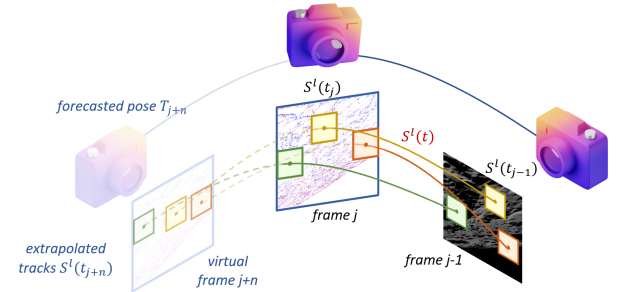 S^l(t_j)
forecasted pose T_{j+n}
S^l(t)
S^l(t_{j-1})
frame j
extrapolated
tracks S^l(t_{j+n})
virtual
frame j+n
frame j-1